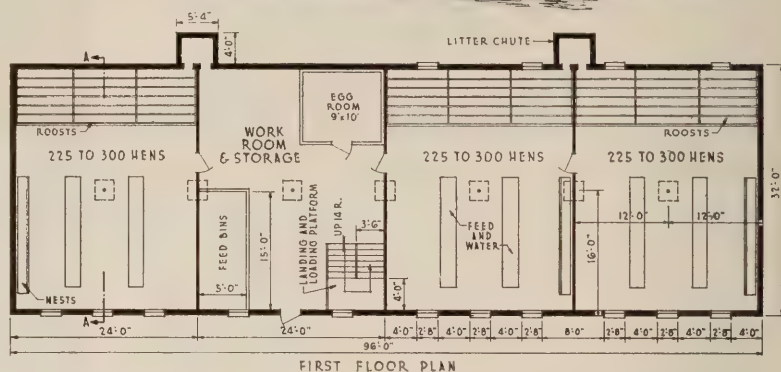 5'-4"
4'-0"
LITTER CHUTE
A
EGG
ROOM
9'x10'
ROOSTS
WORK
ROOM
& STORAGE
ROOSTS
225 TO 300 HENS
225 TO 300 HENS
225 TO 300 HENS
32'-0"
FEED BINS
15'-0"
5'-0"
LANDING AND
LOADING PLATFORM
UP 14 R.
3'-6"
4'-0"
FEED
AND
WATER
16'-0"
12'-0"
12'-0"
NESTS
A
24'-0"
24'-0"
4'-0" 2'-8" 4'-0" 2'-8" 4'-0" 2'-8" 8'-0" 2'-8" 4'-0" 2'-8" 4'-0" 2'-8" 4'-0"
96'-0"
FIRST FLOOR PLAN